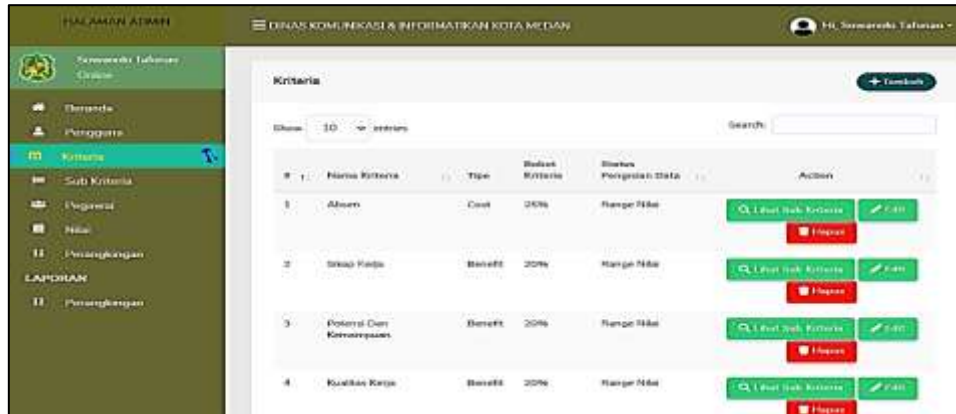 HALAMAN ADMIN
DINAS KOMUNIKASI & INFORMATIKAN KOTA MEDAN
Hi,
Online
Beranda
Pengguna
Kriteria
Sub Kriteria
Pegawai
Nilai
Perangkingan
LAPORAN
Perangkingan
Kriteria
+ Tambah
Show 10 entries
Search:
# Nama Kriteria Tipe Bobot Kriteria Status Pengisian Data Action
1 Absen Cost 25% Range Nilai Lihat Sub Kriteria Edit
Hapus
2 Sikap Kerja Benefit 20% Range Nilai Lihat Sub Kriteria Edit
Hapus
3 Potensi Dan Kemampuan Benefit 20% Range Nilai Lihat Sub Kriteria Edit
Hapus
4 Kualitas Kerja Benefit 20% Range Nilai Lihat Sub Kriteria Edit
Hapus